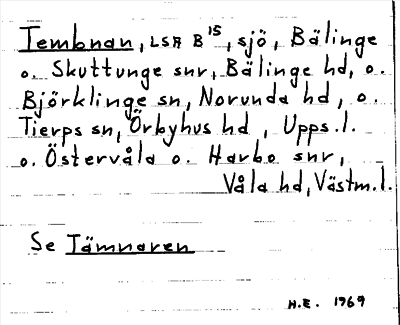 Tembnan, LSA B15, sjö, Bälinge
o. Skuttunge snr, Bälinge hd, o.
Björklinge sn, Norunda hd, o.
Tierps sn, Örbyhus hd, Upps.l.
o. Östervåla o. Harbo snr,
Våla hd, Västm.l.
Se Tämnaren
H.E. 1969